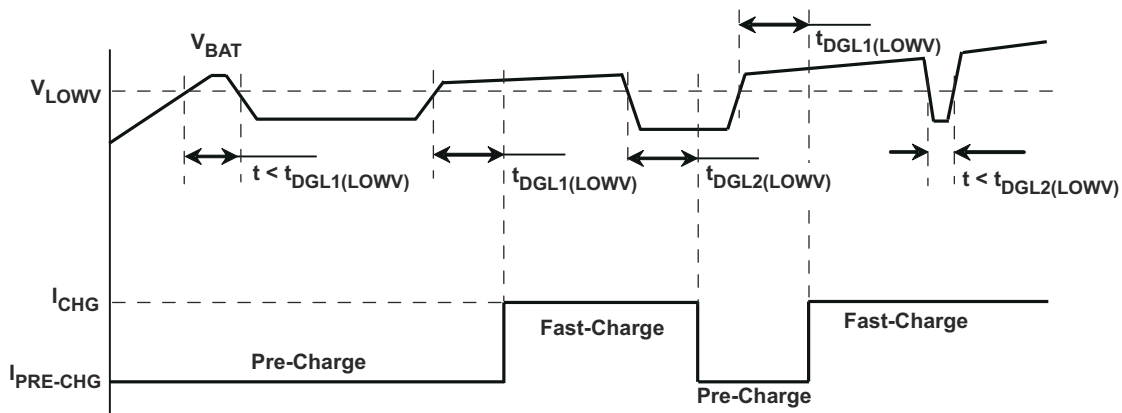 V_BAT
t_DGL1(LOWV)
V_LOWV
t < t_DGL1(LOWV)
t_DGL1(LOWV)
t_DGL2(LOWV)
t < t_DGL2(LOWV)
I_CHG
Fast-Charge
Fast-Charge
Pre-Charge
I_PRE-CHG
Pre-Charge